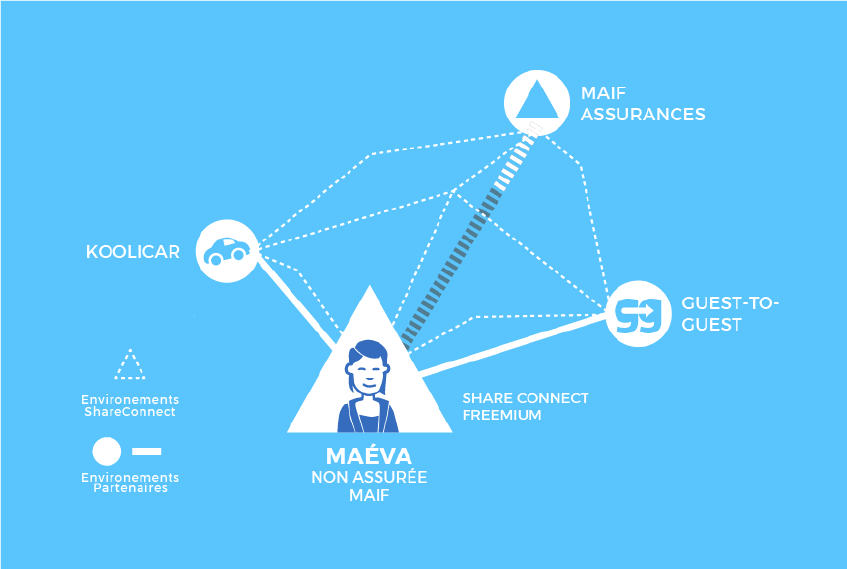 MAIF
ASSURANCES
KOOLICAR
GUEST-TO-
GUEST
Environements
ShareConnect
SHARE CONNECT
FREEMIUM
MAÉVA
NON ASSURÉE
MAIF
Environements
Partenaires